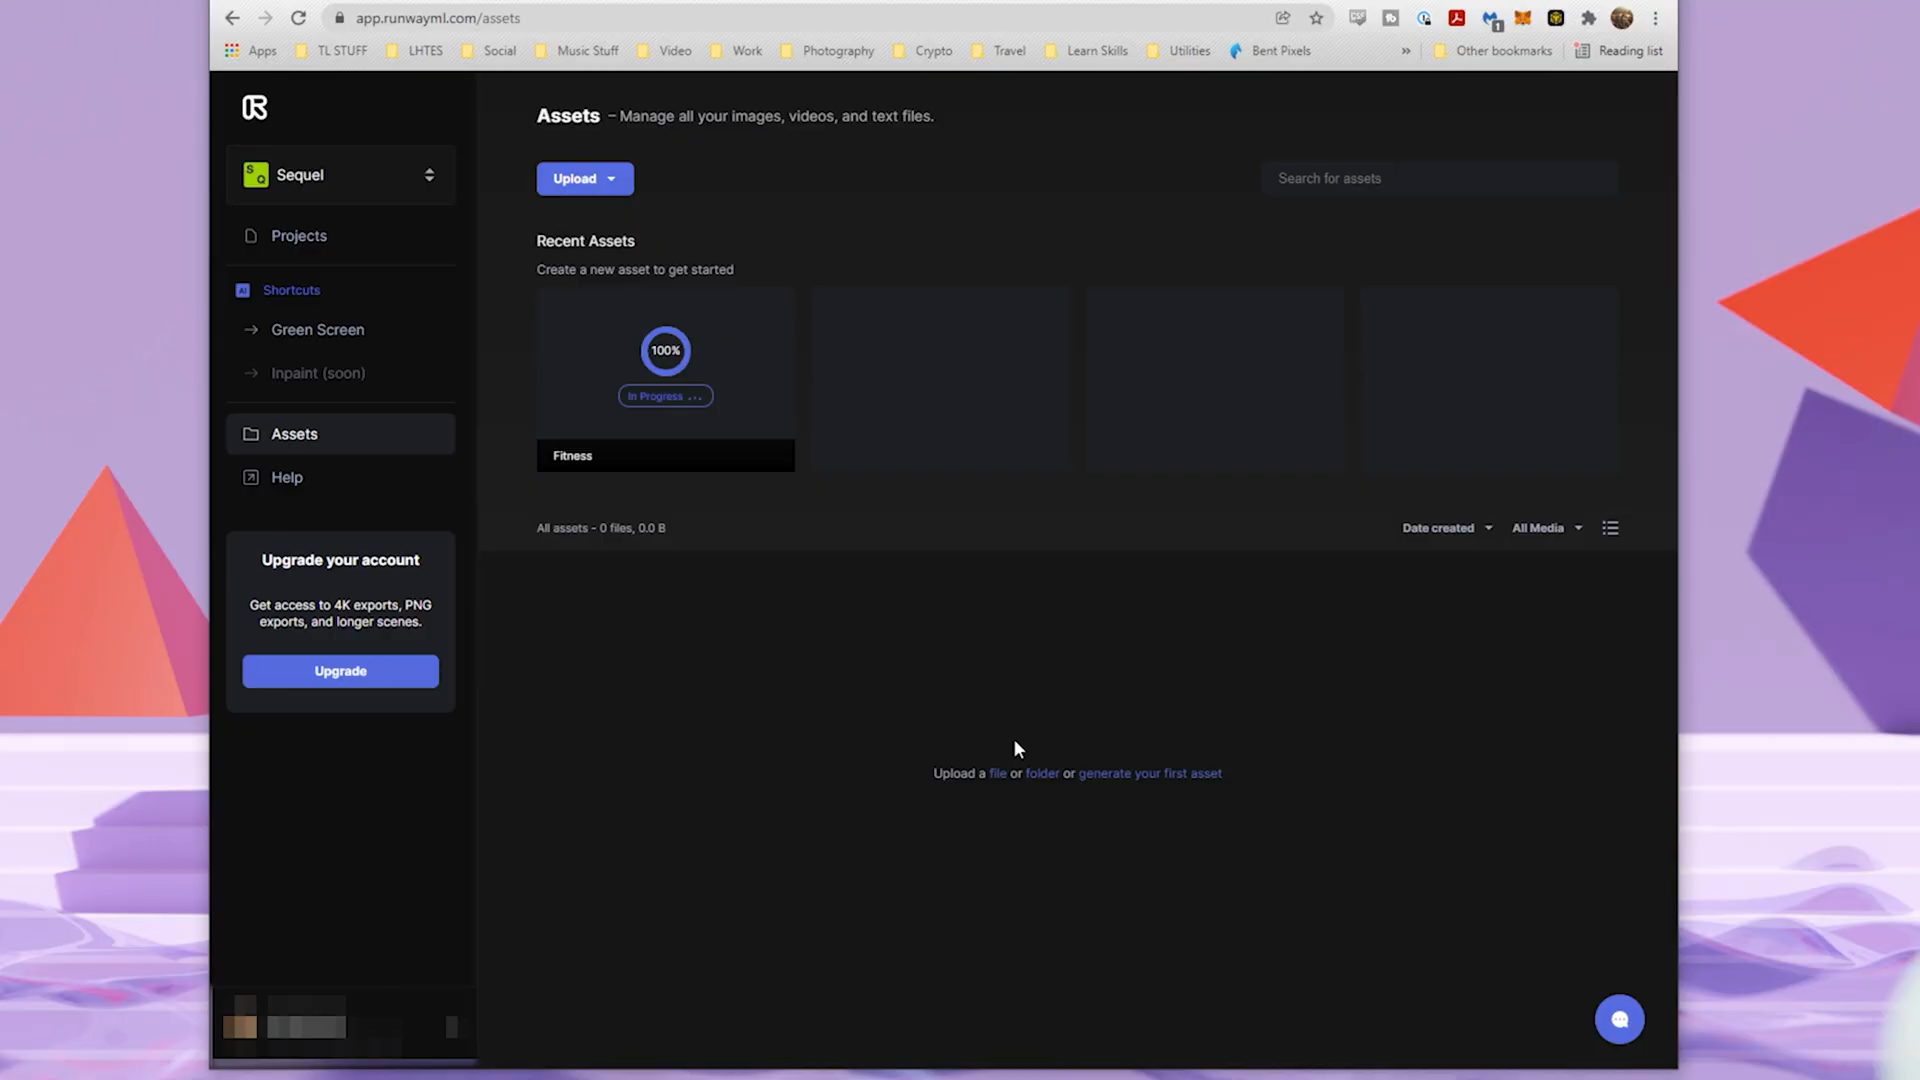 app.runwayml.com/assets
Apps TL STUFF LHTES Social Music Stuff Video Work Photography Crypto Travel Learn Skills Utilities Bent Pixels » Other bookmarks Reading list
Assets – Manage all your images, videos, and text files.
SQ Sequel
Upload
Search for assets
Projects
Recent Assets
Create a new asset to get started
AI Shortcuts
Green Screen
Inpaint (soon)
100%
In Progress ...
Fitness
Assets
Help
All assets - 0 files, 0.0 B
Date created
All Media
Upgrade your account
Get access to 4K exports, PNG
exports, and longer scenes.
Upgrade
Upload a file or folder or generate your first asset
1